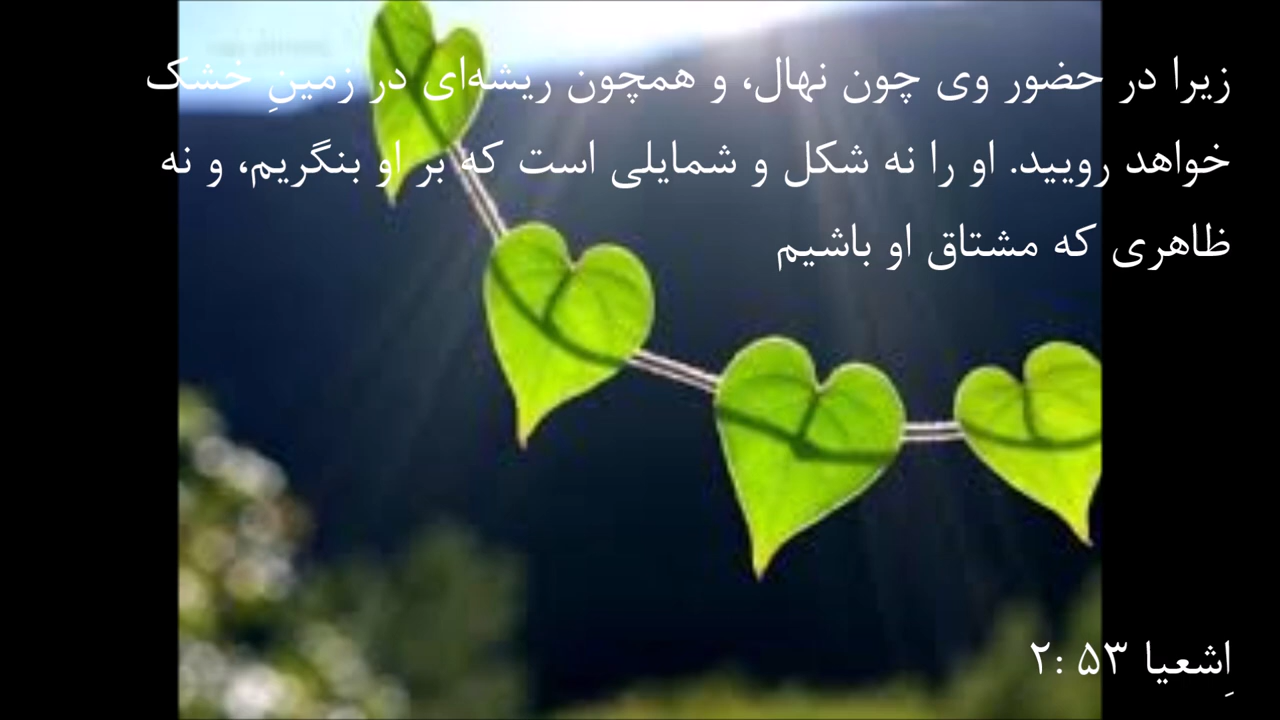 زیرا در حضور وی چون نهال، و همچون ریشه‌ای در زمینِ خشک
خواهد رویید. او را نه شکل و شمایلی است که بر او بنگریم، و نه
ظاهری که مشتاق او باشیم
اِشعیا ۵۳ :۲